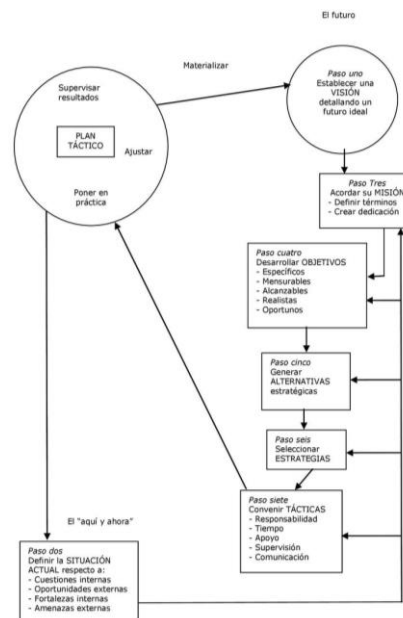 El futuro
Materializar
Paso uno
Establecer una
VISIÓN
detallando un
futuro ideal
Supervisar
resultados
PLAN
TÁCTICO
Ajustar
Poner en
práctica
Paso Tres
Acordar su MISIÓN
- Definir términos
- Crear dedicación
Paso cuatro
Desarrollar OBJETIVOS
- Específicos
- Mensurables
- Alcanzables
- Realistas
- Oportunos
Paso cinco
Generar
ALTERNATIVAS
estratégicas
Paso seis
Seleccionar
ESTRATEGIAS
Paso siete
Convenir TÁCTICAS
- Responsabilidad
- Tiempo
- Apoyo
- Supervisión
- Comunicación
El "aquí y ahora"
Paso dos
Definir la SITUACIÓN
ACTUAL respecto a:
- Cuestiones internas
- Oportunidades externas
- Fortalezas internas
- Amenazas externas